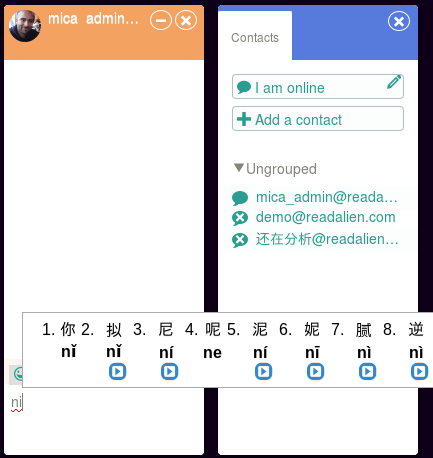 mica_admin...
Contacts
I am online
Add a contact
Ungrouped
mica_admin@reada...
demo@readalien.com
还在分析@readalien...
1. 你 2. 拟 3. 尼 4. 呢 5. 泥 6. 妮 7. 腻 8. 逆
nǐ nǐ ní ne ní nī nì nì
ni